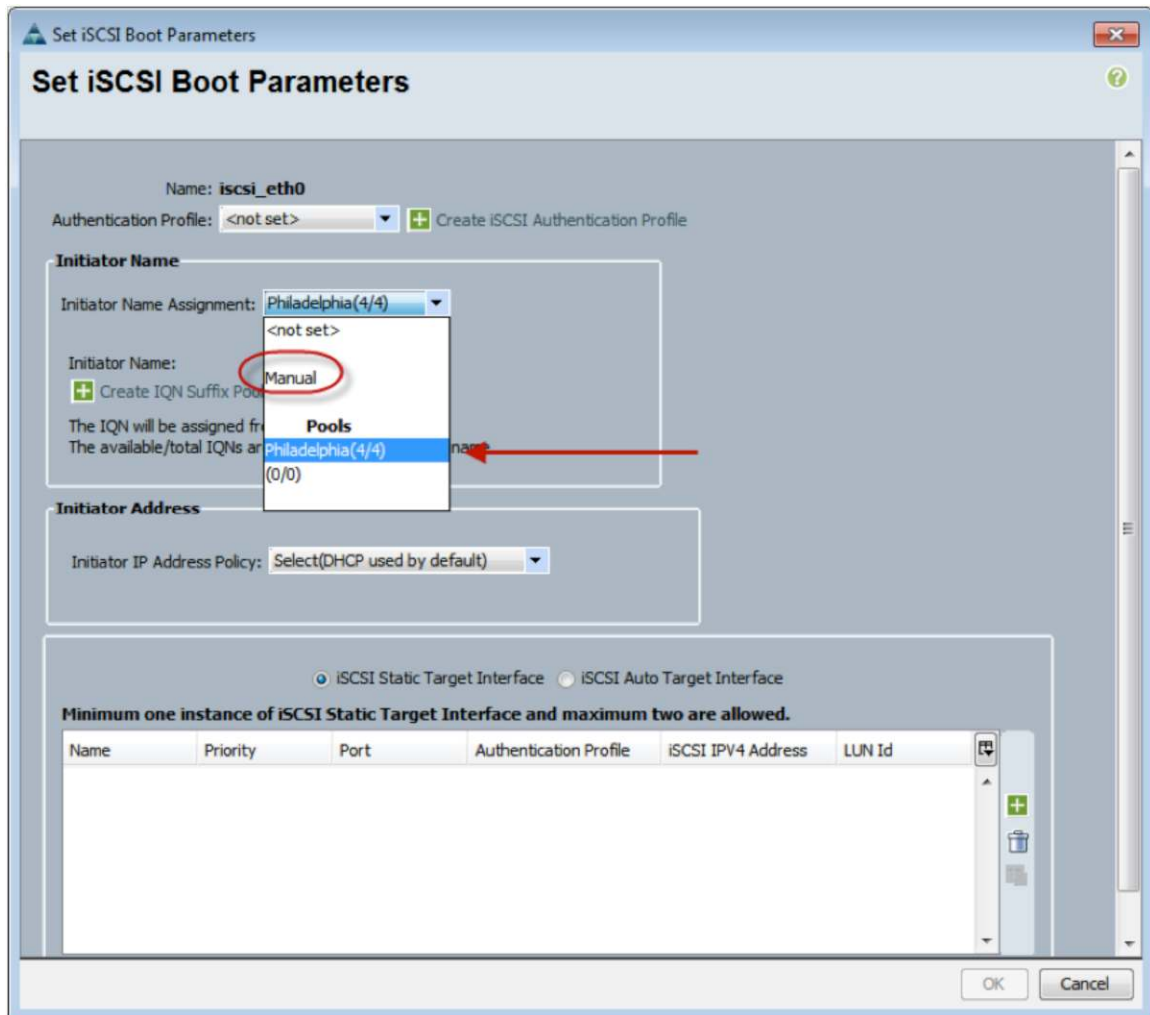 Set iSCSI Boot Parameters
Set iSCSI Boot Parameters
Name: iscsi_eth0
Authentication Profile: <not set> Create iSCSI Authentication Profile
Initiator Name
Initiator Name Assignment: Philadelphia(4/4)
<not set>
Initiator Name:
Manual
Create IQN Suffix Poo
The IQN will be assigned fr
Pools
The available/total IQNs ar
Philadelphia(4/4)
name
(0/0)
Initiator Address
Initiator IP Address Policy: Select(DHCP used by default)
iSCSI Static Target Interface iSCSI Auto Target Interface
Minimum one instance of iSCSI Static Target Interface and maximum two are allowed.
Name Priority Port Authentication Profile iSCSI IPV4 Address LUN Id
OK Cancel